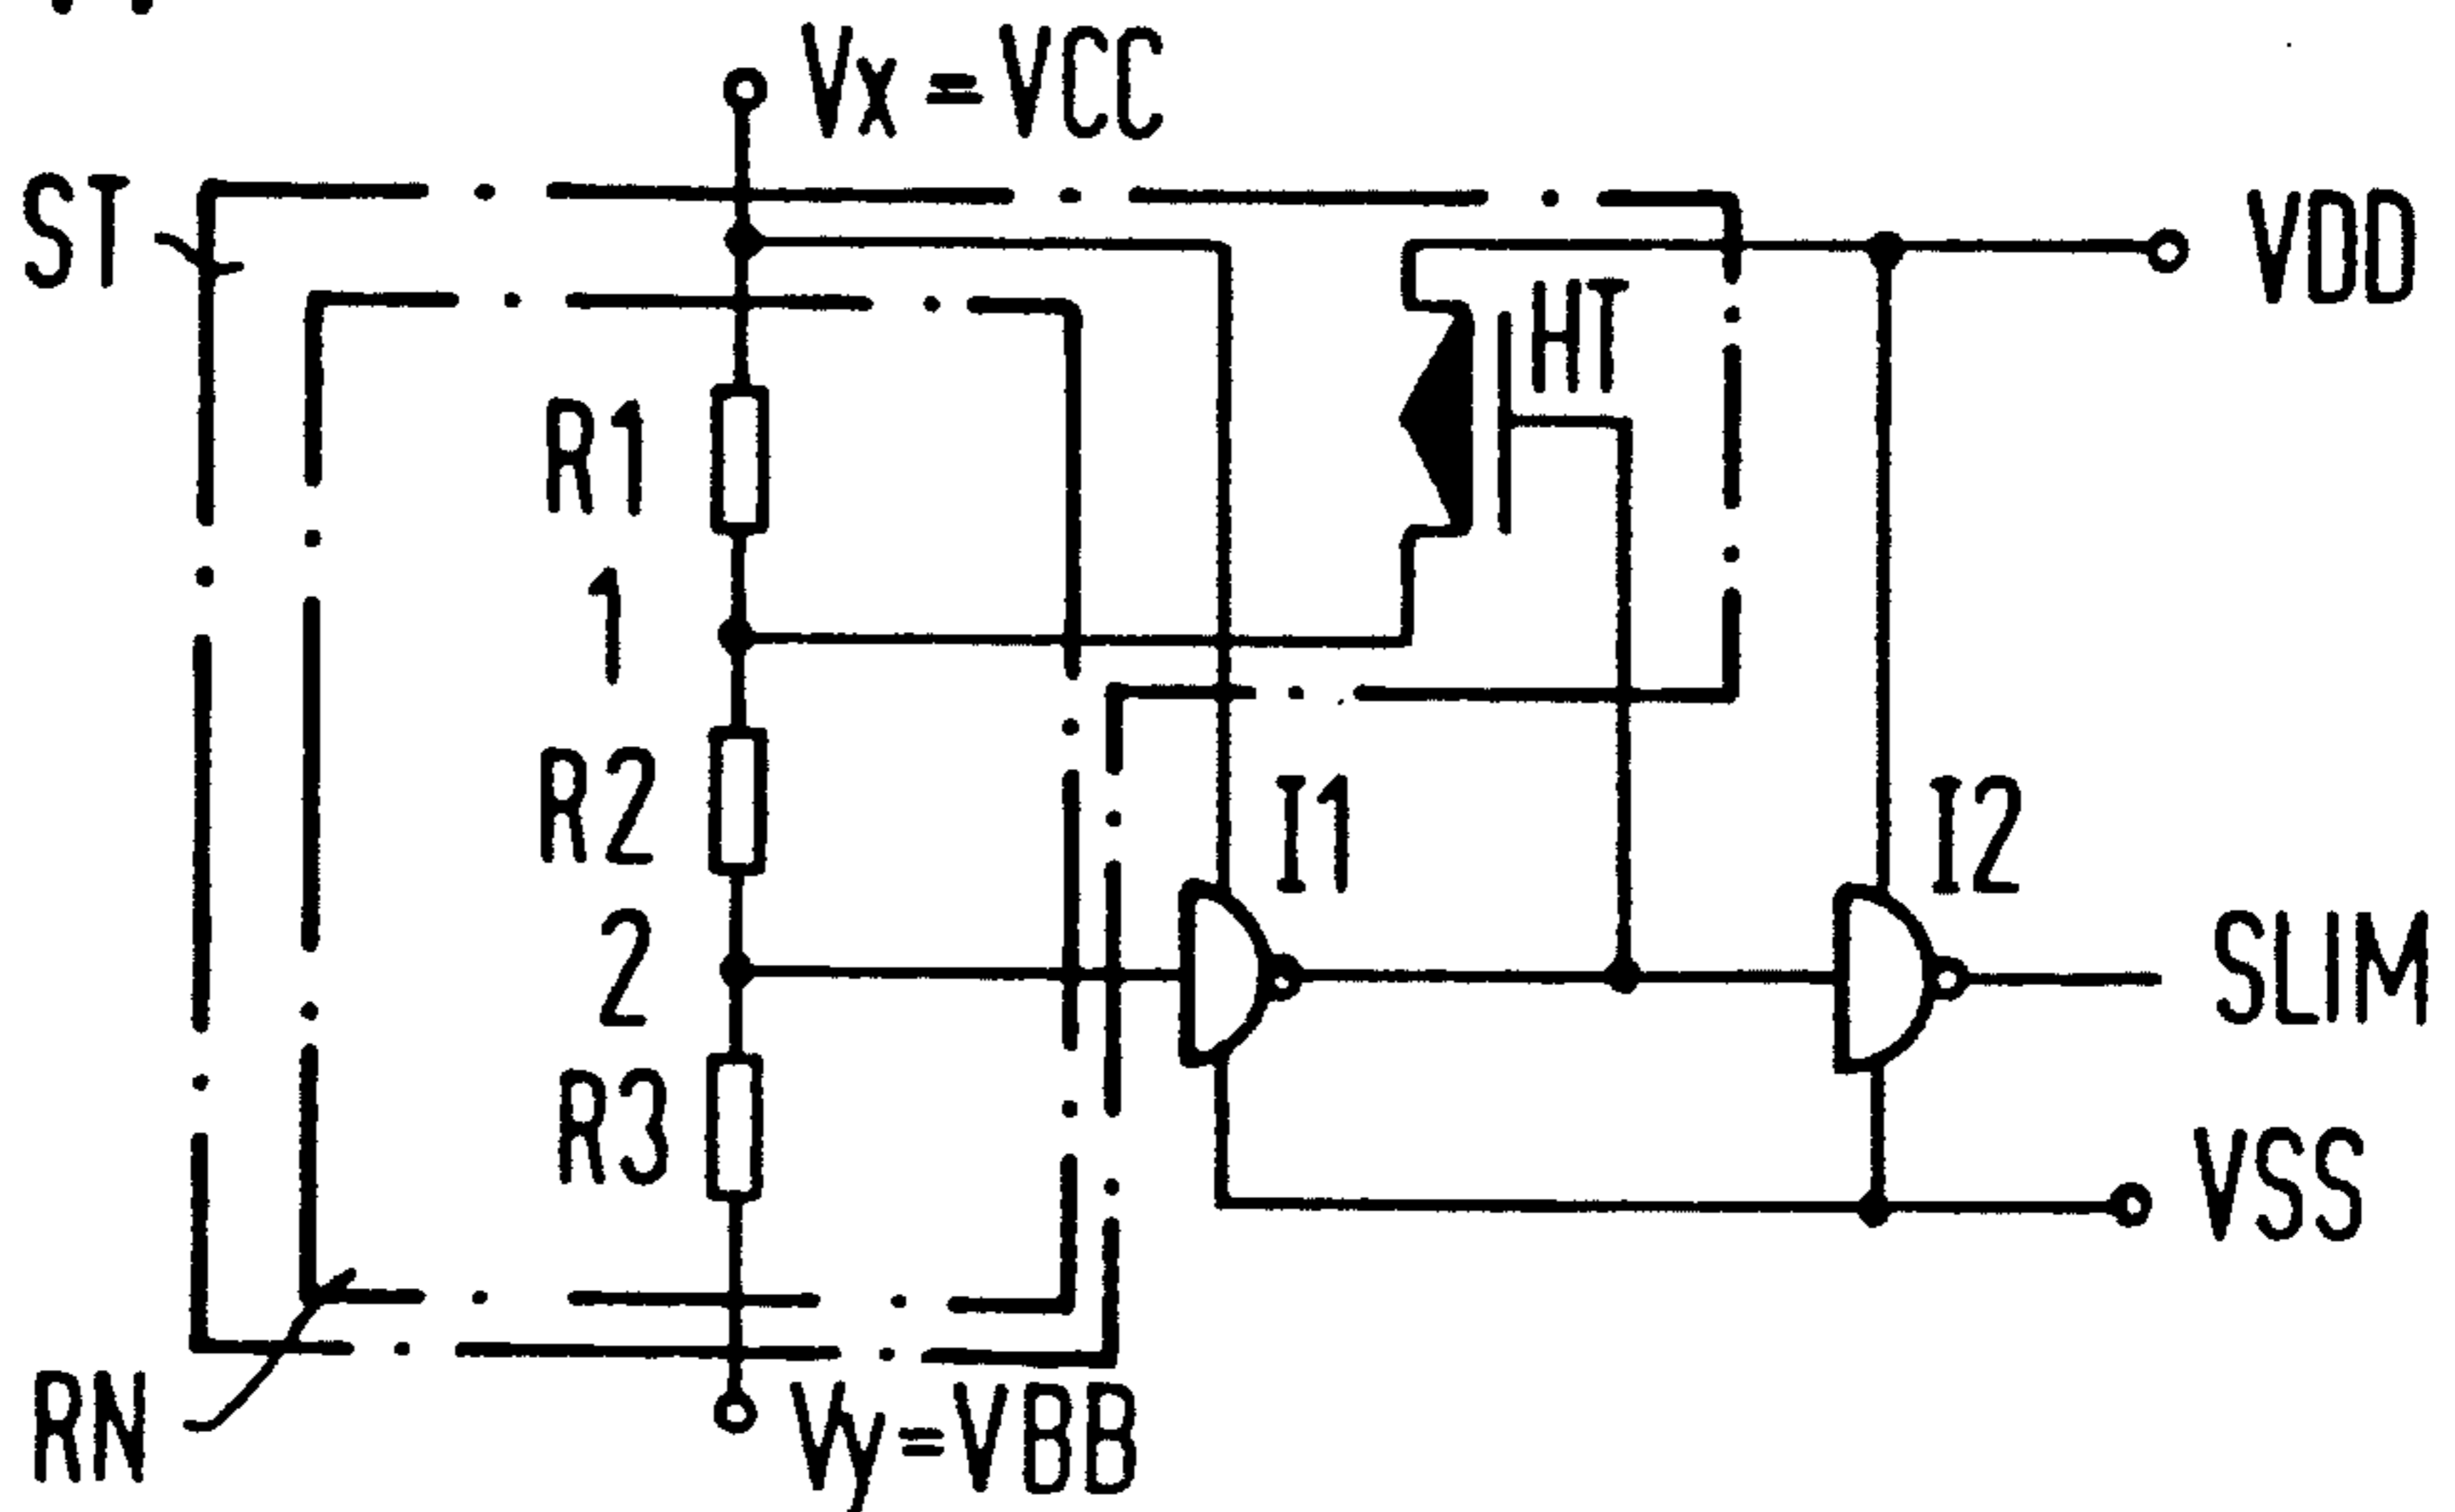 Vx = VCC
ST
VDD
HT
R1
1
R2
I1
I2
2
SLIM
R3
VSS
RN
Vy = VBB